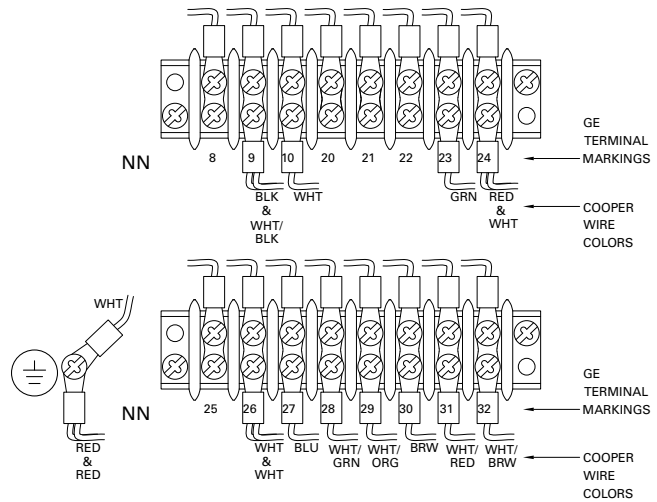 NN 8 9 10 20 21 22 23 24
GE
TERMINAL
MARKINGS
BLK
&
WHT/
BLK
WHT
GRN
RED
&
WHT
COOPER
WIRE
COLORS
WHT
NN 25 26 27 28 29 30 31 32
GE
TERMINAL
MARKINGS
RED
&
RED
WHT
&
WHT
BLU
WHT/
GRN
WHT/
ORG
BRW
WHT/
RED
WHT/
BRW
COOPER
WIRE
COLORS